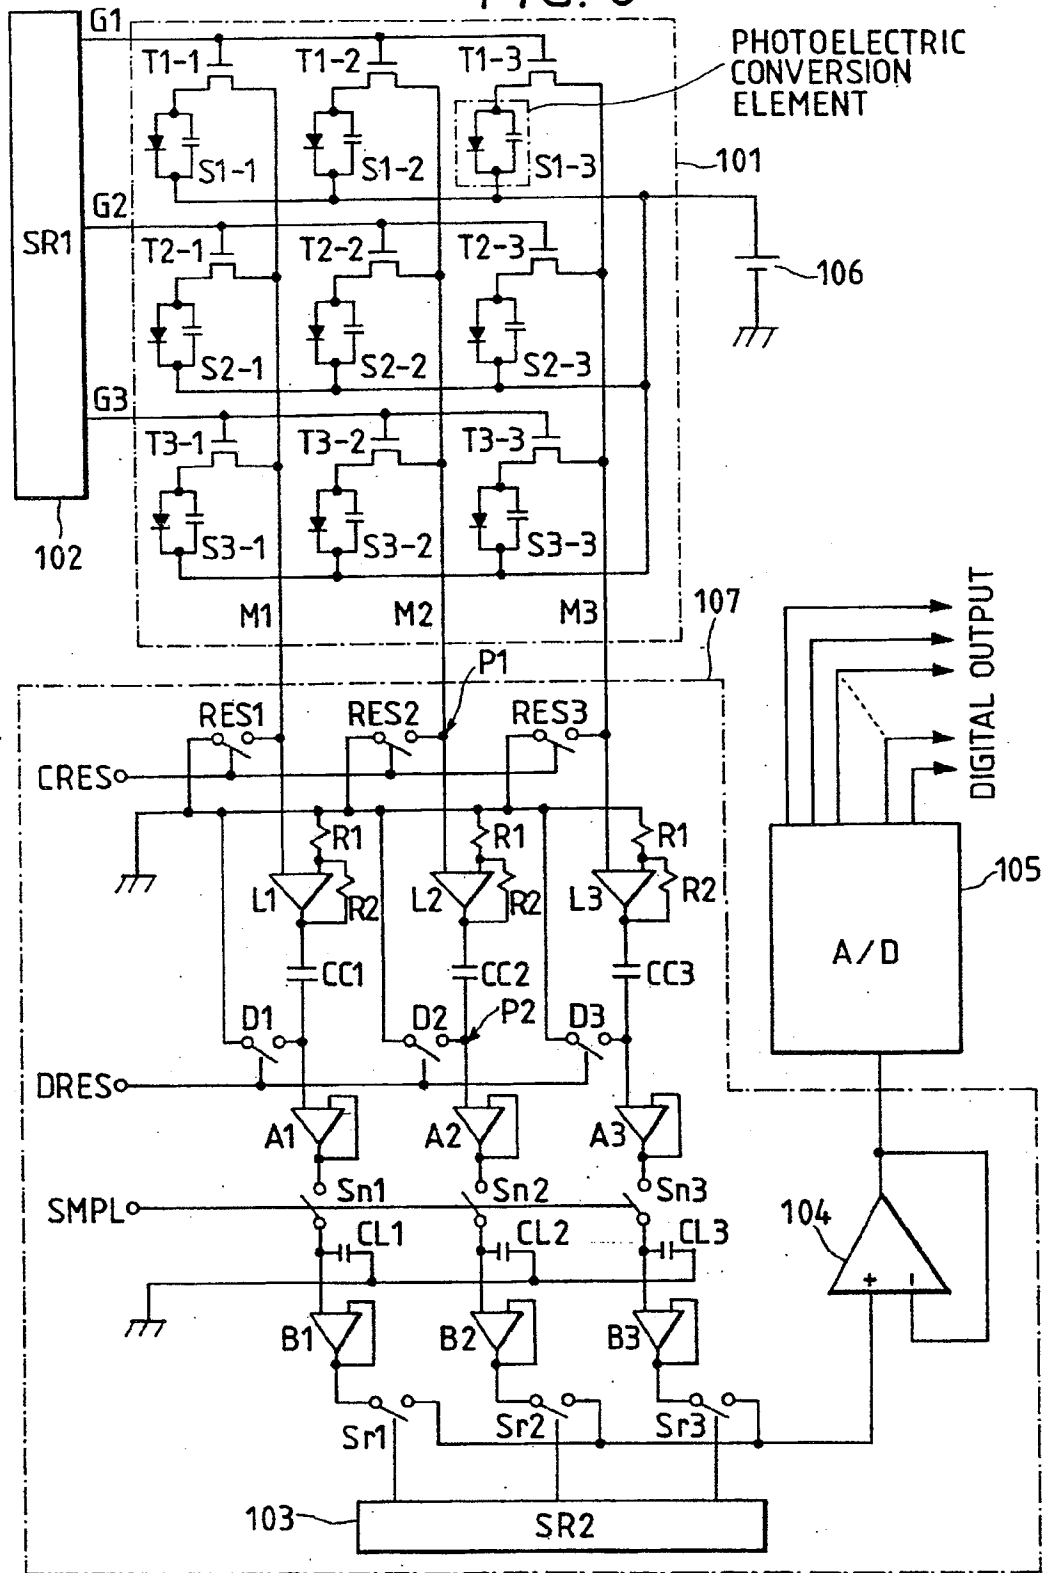 FIG. 6
G1
T1-1
T1-2
T1-3
PHOTOELECTRIC
CONVERSION
ELEMENT
S1-1
S1-2
S1-3
101
G2
SR1
T2-1
T2-2
T2-3
106
S2-1
S2-2
S2-3
G3
T3-1
T3-2
T3-3
S3-1
S3-2
S3-3
102
M1
M2
M3
107
P1
DIGITAL OUTPUT
RES1
RES2
RES3
CRES
R1
R1
R1
L1
R2
L2
R2
L3
R2
105
A/D
CC1
CC2
CC3
D1
D2
P2
D3
DRES
A1
A2
A3
Sn1
Sn2
Sn3
SMPL
CL1
CL2
CL3
104
+
-
B1
B2
B3
Sr1
Sr2
Sr3
103
SR2